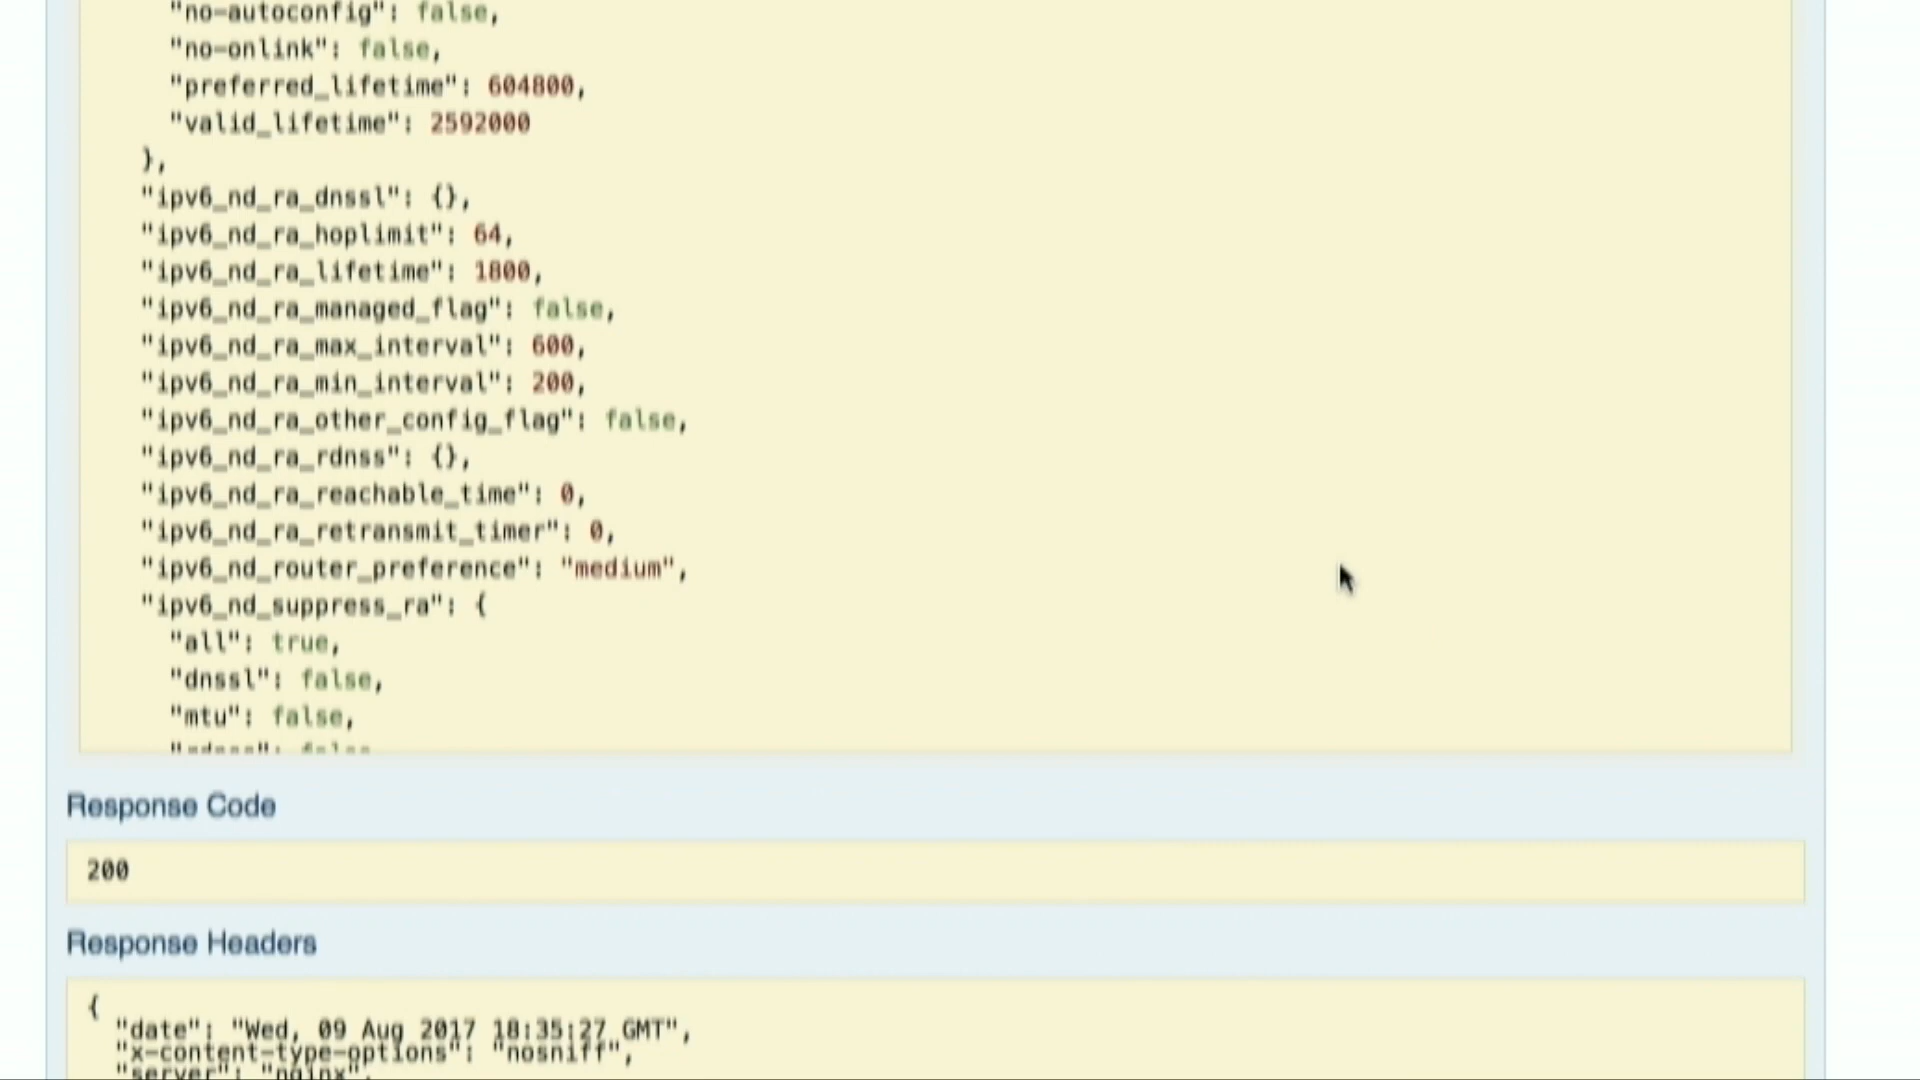 "no-autoconfig": false,
"no-onlink": false,
"preferred_lifetime": 604800,
"valid_lifetime": 2592000
},
"ipv6_nd_ra_dnssl": {},
"ipv6_nd_ra_hoplimit": 64,
"ipv6_nd_ra_lifetime": 1800,
"ipv6_nd_ra_managed_flag": false,
"ipv6_nd_ra_max_interval": 600,
"ipv6_nd_ra_min_interval": 200,
"ipv6_nd_ra_other_config_flag": false,
"ipv6_nd_ra_rdnss": {},
"ipv6_nd_ra_reachable_time": 0,
"ipv6_nd_ra_retransmit_timer": 0,
"ipv6_nd_router_preference": "medium",
"ipv6_nd_suppress_ra": {
"all": true,
"dnssl": false,
"mtu": false,
Response Code
200
Response Headers
{
"date": "Wed, 09 Aug 2017 18:35:27 GMT",
"x-content-type-options": "nosniff",
"server": "nginx",